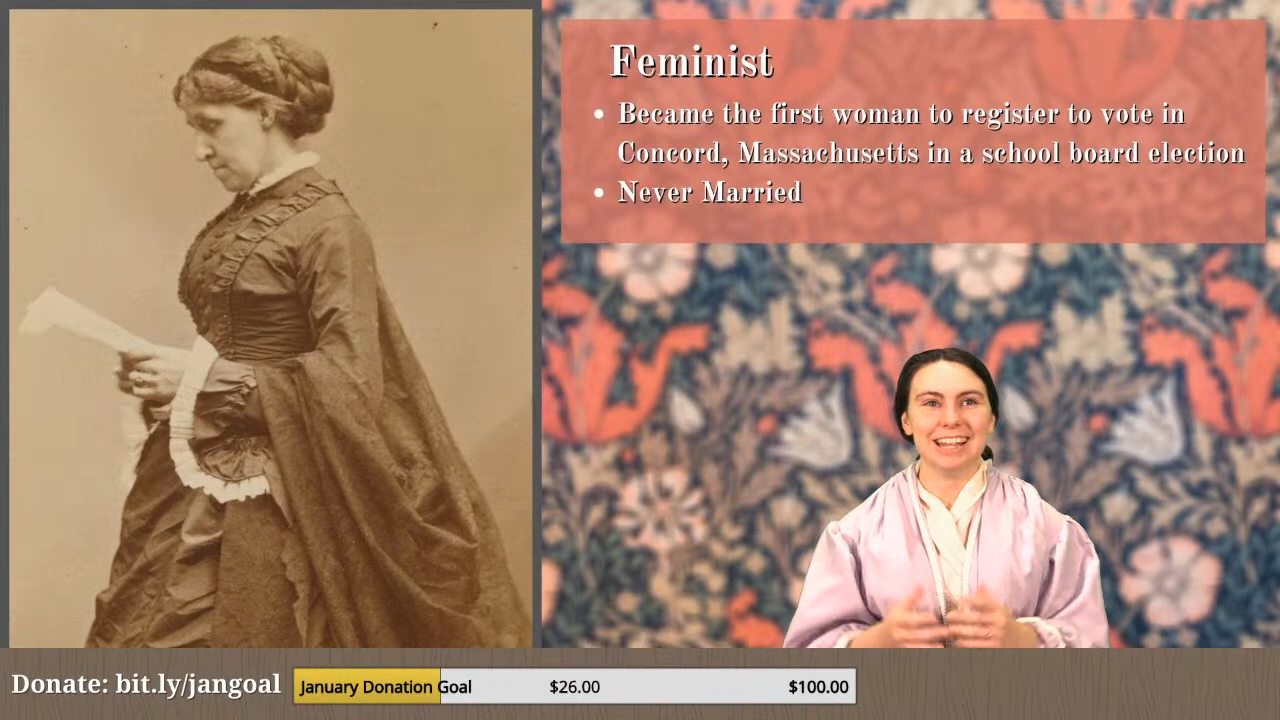 Feminist
• Became the first woman to register to vote in
Concord, Massachusetts in a school board election
• Never Married
Donate: bit.ly/jangoal
January Donation Goal $26.00 $100.00